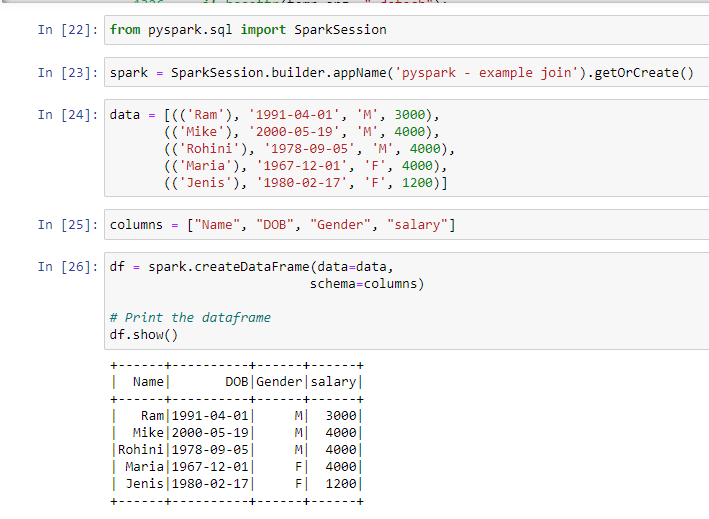 In [22]: from pyspark.sql import SparkSession
In [23]: spark = SparkSession.builder.appName('pyspark - example join').getOrCreate()
In [24]: data = [(('Ram'), '1991-04-01', 'M', 3000),
(('Mike'), '2000-05-19', 'M', 4000),
(('Rohini'), '1978-09-05', 'M', 4000),
(('Maria'), '1967-12-01', 'F', 4000),
(('Jenis'), '1980-02-17', 'F', 1200)]
In [25]: columns = ["Name", "DOB", "Gender", "salary"]
In [26]: df = spark.createDataFrame(data=data,
schema=columns)
# Print the dataframe
df.show()
+------+----------+------+------+
|  Name|       DOB|Gender|salary|
+------+----------+------+------+
|   Ram|1991-04-01|     M|  3000|
|  Mike|2000-05-19|     M|  4000|
|Rohini|1978-09-05|     M|  4000|
| Maria|1967-12-01|     F|  4000|
| Jenis|1980-02-17|     F|  1200|
+------+----------+------+------+